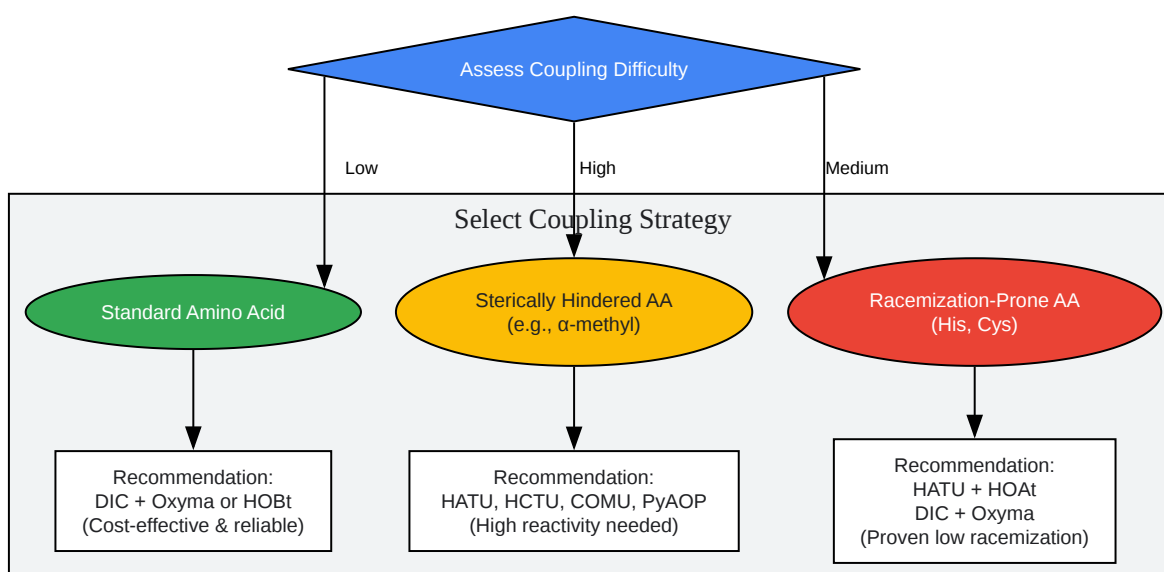 Assess Coupling Difficulty
Low
High
Medium
Select Coupling Strategy
Standard Amino Acid
Sterically Hindered AA
(e.g., α-methyl)
Racemization-Prone AA
(His, Cys)
Recommendation:
DIC + Oxyma or HOBt
(Cost-effective & reliable)
Recommendation:
HATU, HCTU, COMU, PyAOP
(High reactivity needed)
Recommendation:
HATU + HOAt
DIC + Oxyma
(Proven low racemization)